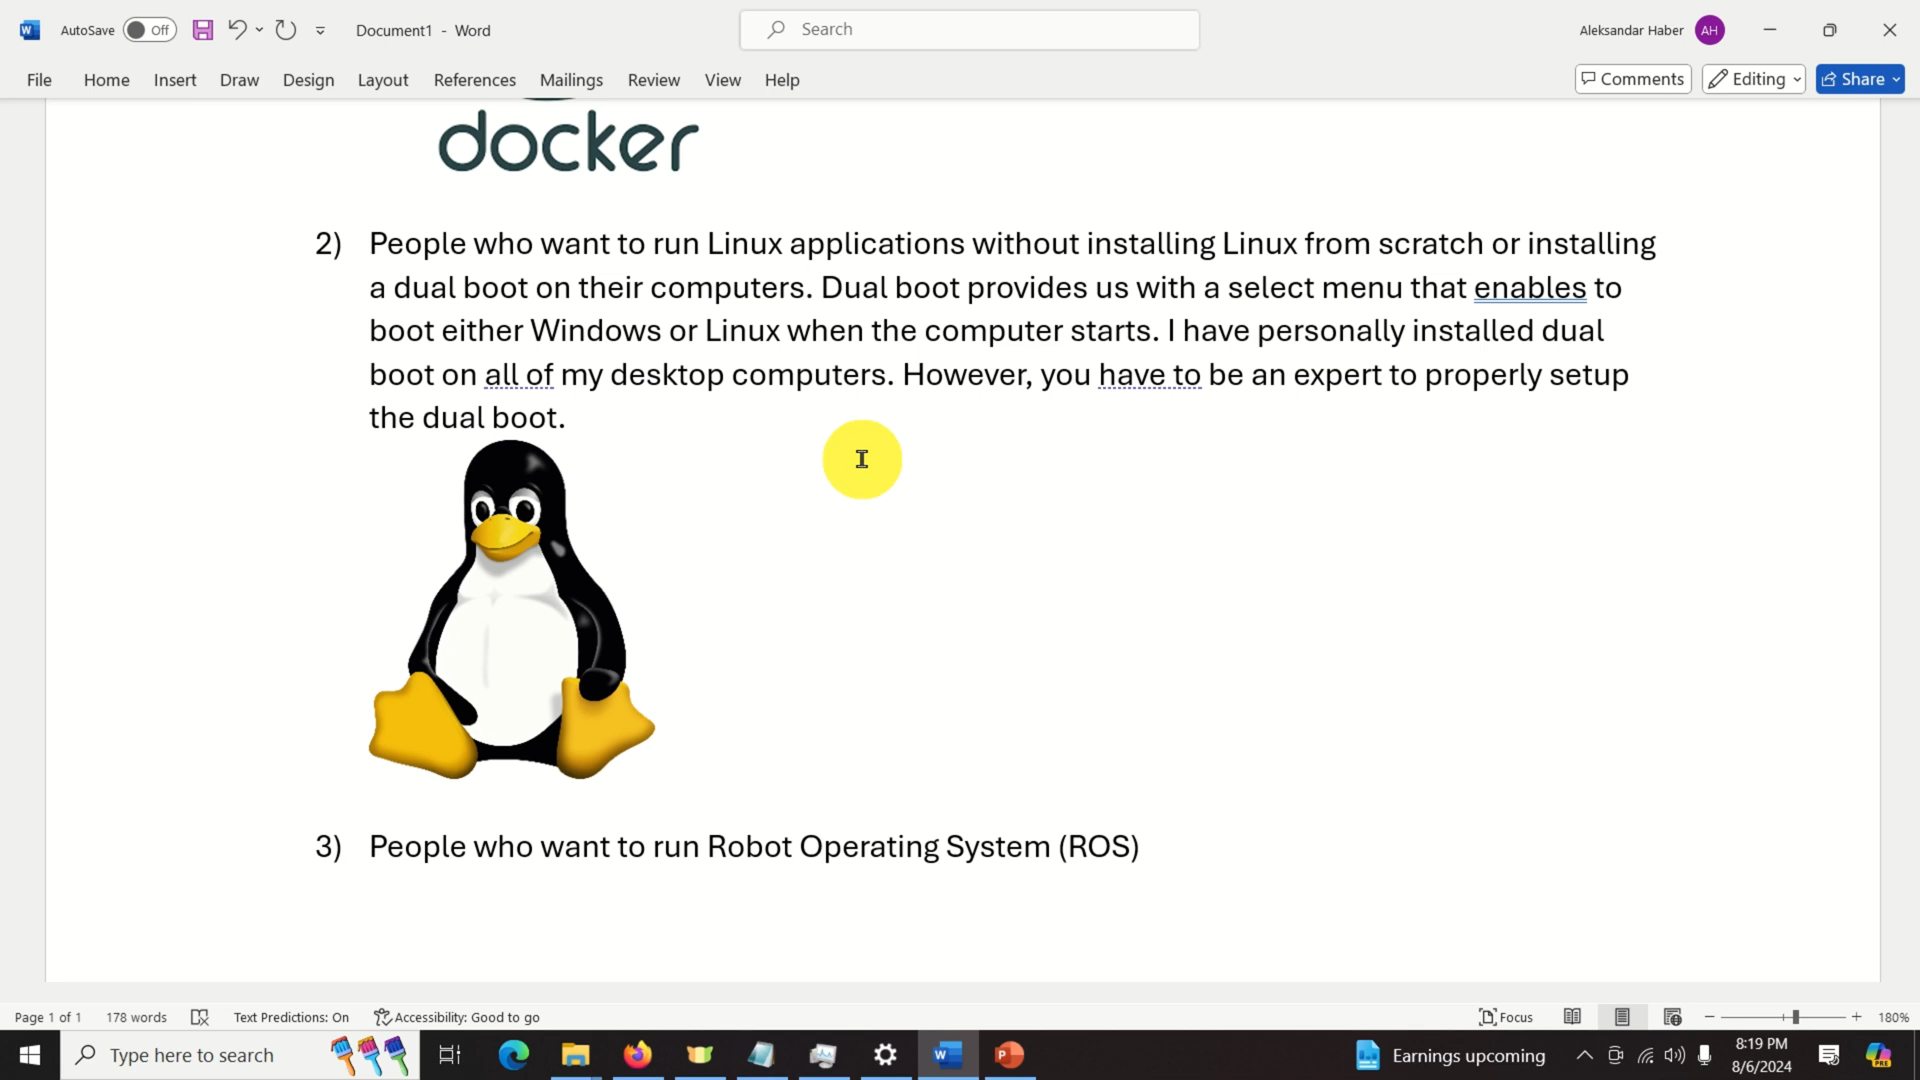 AutoSave Off Document1 - Word Search Aleksandar Haber AH
File Home Insert Draw Design Layout References Mailings Review View Help Comments Editing Share
docker
2) People who want to run Linux applications without installing Linux from scratch or installing
a dual boot on their computers. Dual boot provides us with a select menu that enables to
boot either Windows or Linux when the computer starts. I have personally installed dual
boot on all of my desktop computers. However, you have to be an expert to properly setup
the dual boot.
3) People who want to run Robot Operating System (ROS)
Page 1 of 1 178 words Text Predictions: On Accessibility: Good to go Focus 180%
Type here to search Earnings upcoming 8:19 PM
8/6/2024